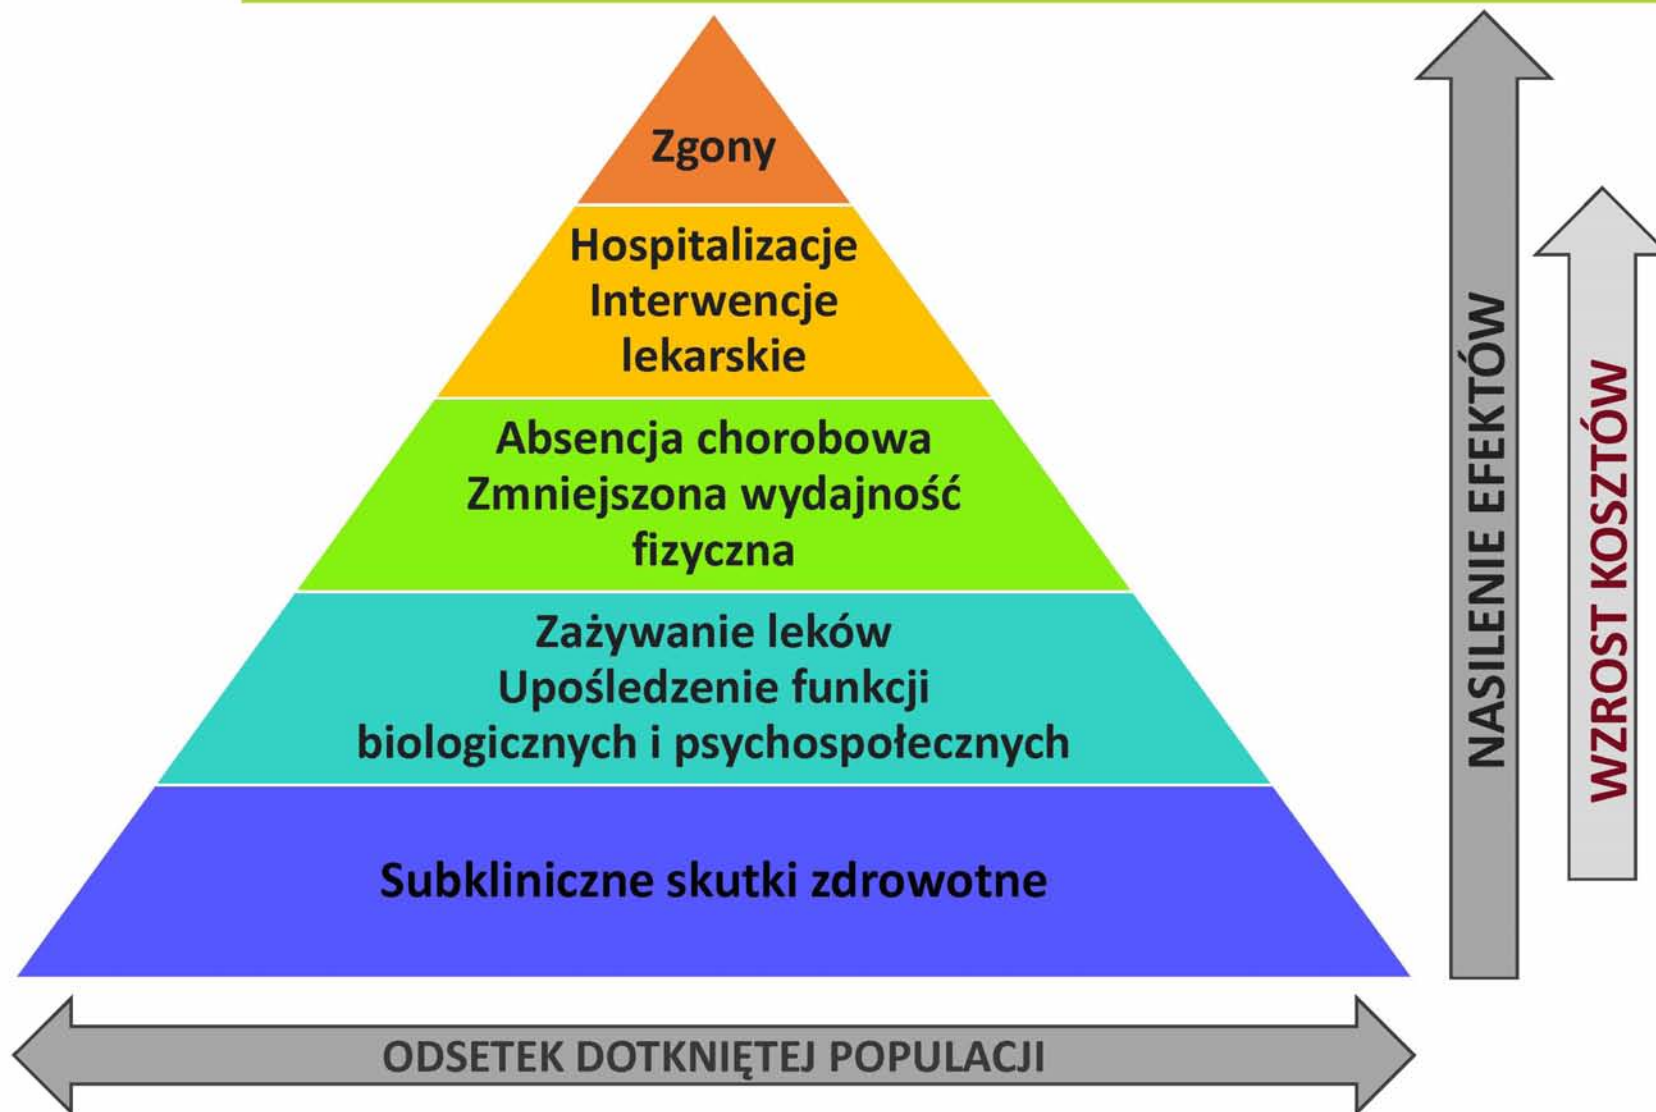 Zgony
Hospitalizacje
Interwencje
lekarskie
Absencja chorobowa
Zmniejszona wydajność
fizyczna
Zażywanie leków
Upośledzenie funkcji
biologicznych i psychospołecznych
Subkliniczne skutki zdrowotne
ODSETEK DOTKNIĘTEJ POPULACJI
NASILENIE EFEKTÓW
WZROST KOSZTÓW